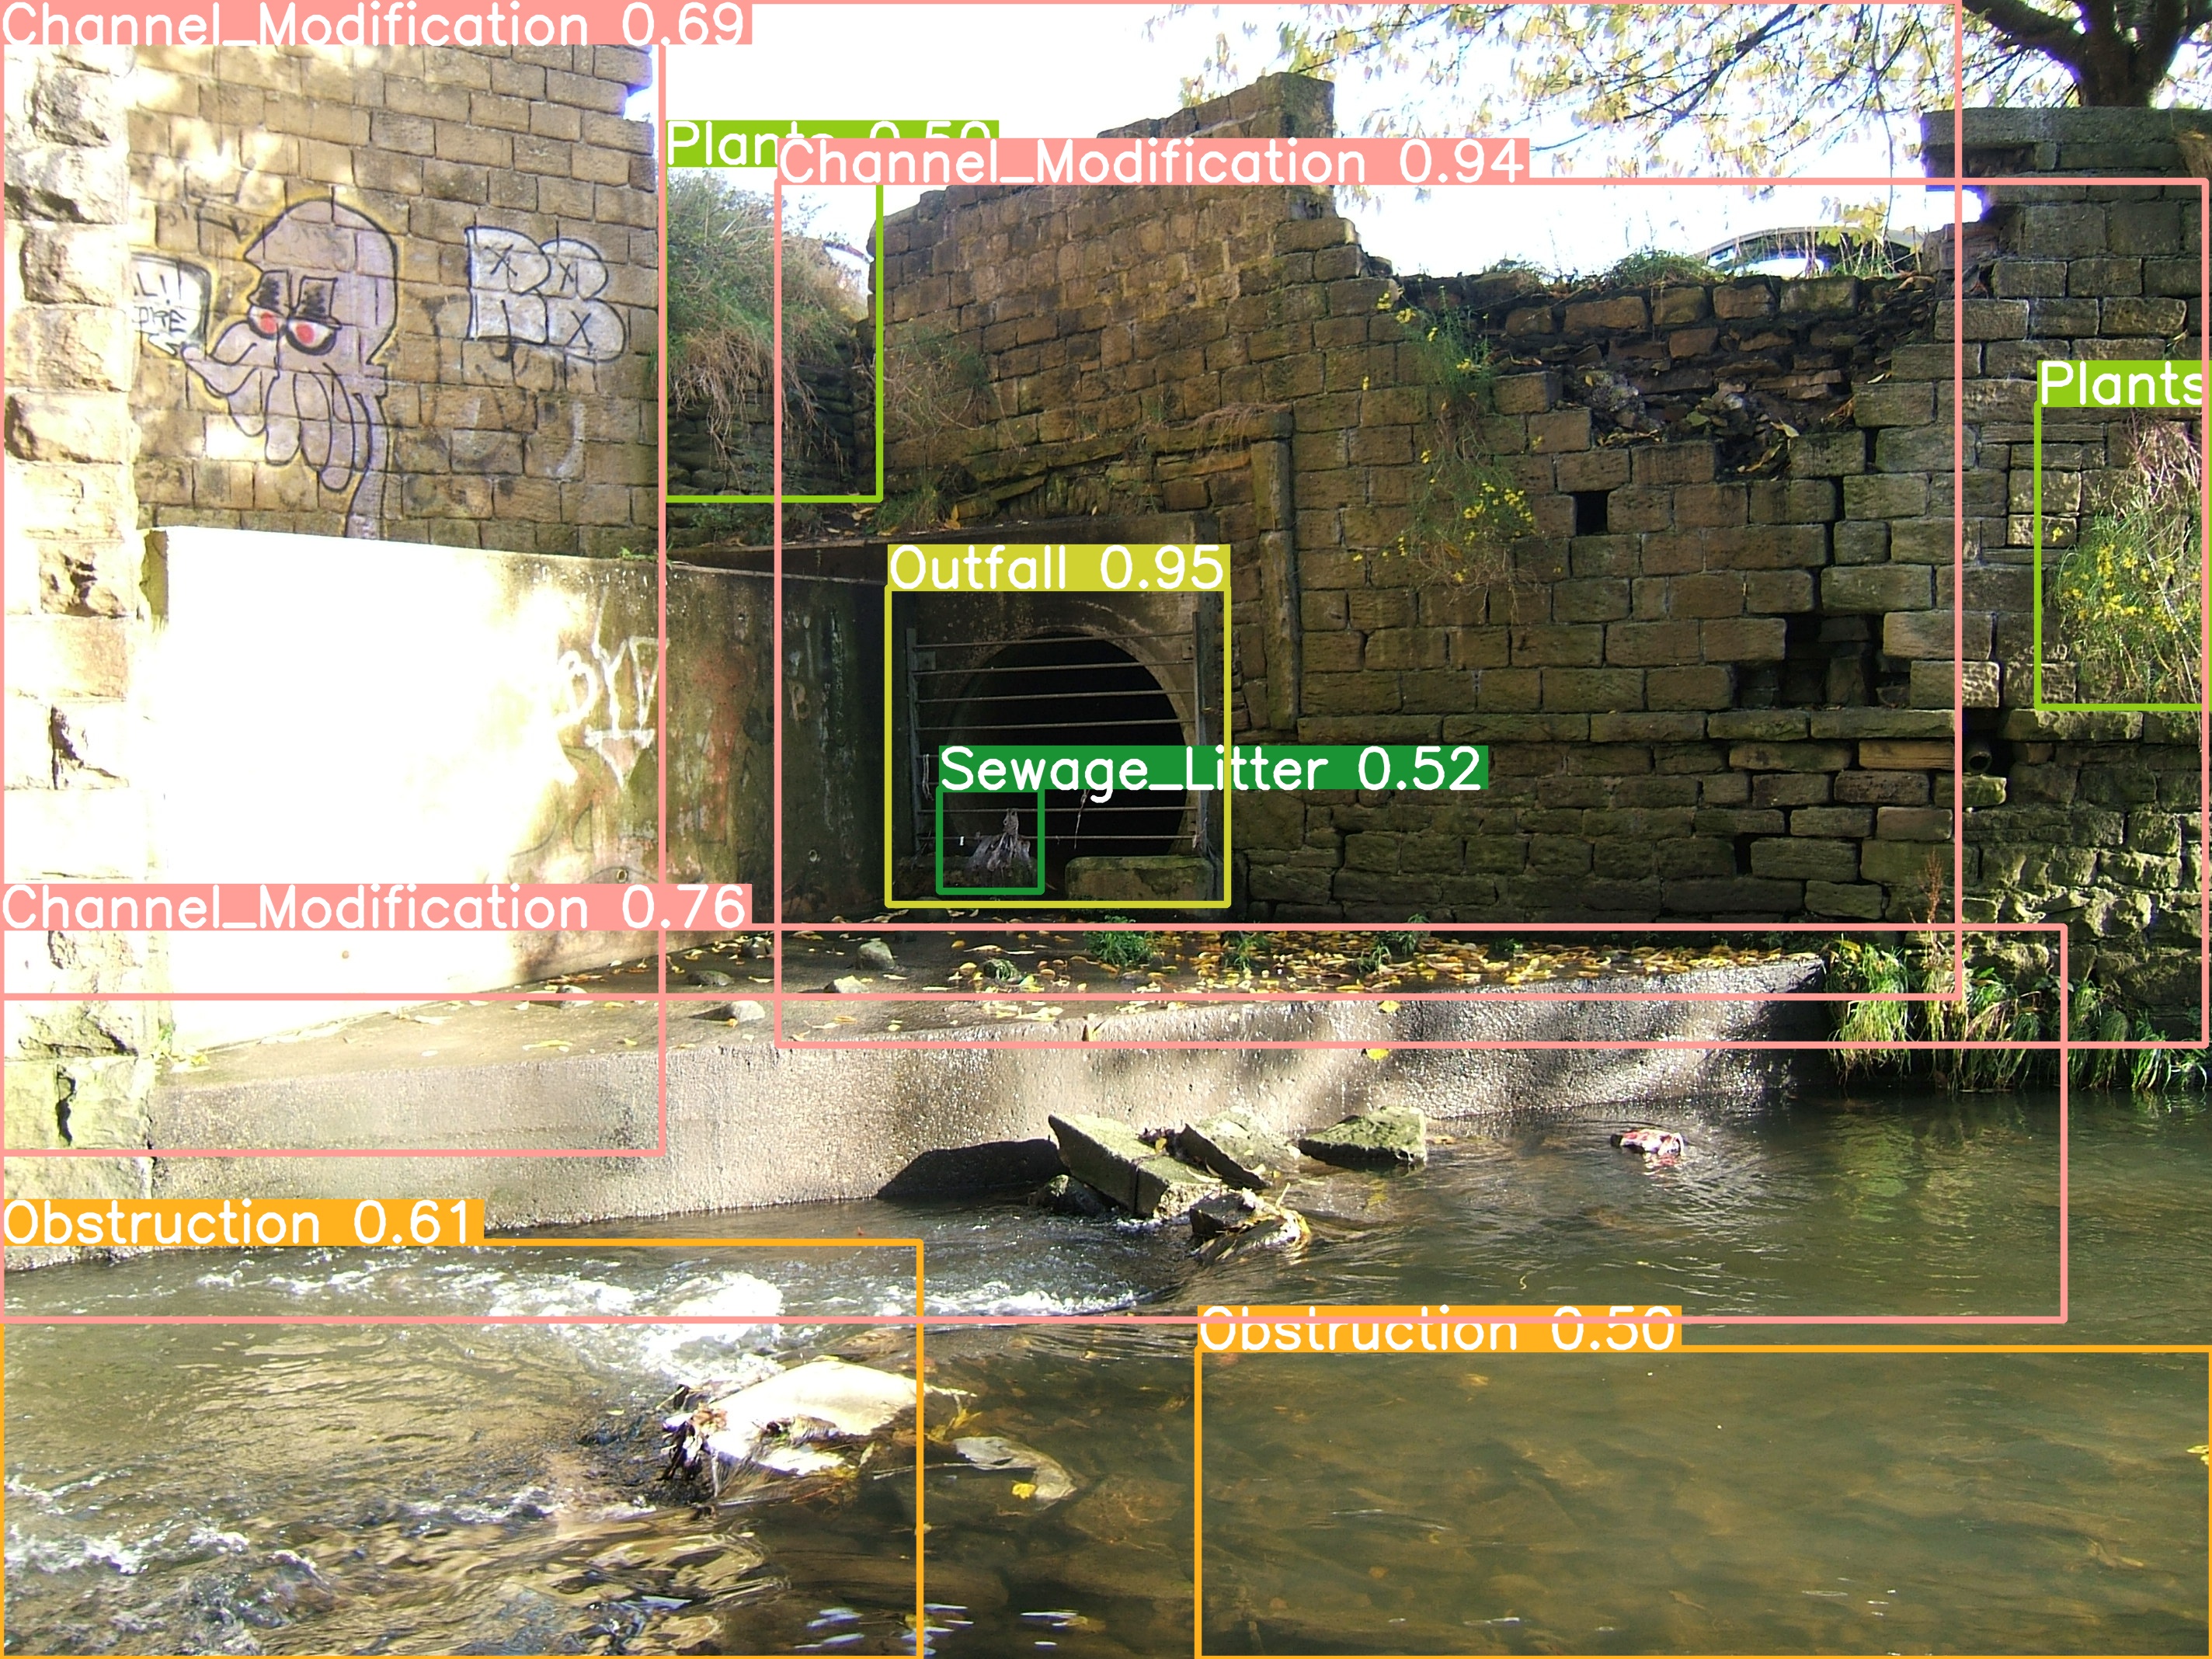 Channel_Modification 0.69
Plants 0.50
Channel_Modification 0.94
Plants
Outfall 0.95
Sewage_Litter 0.52
Channel_Modification 0.76
Obstruction 0.61
Obstruction 0.50